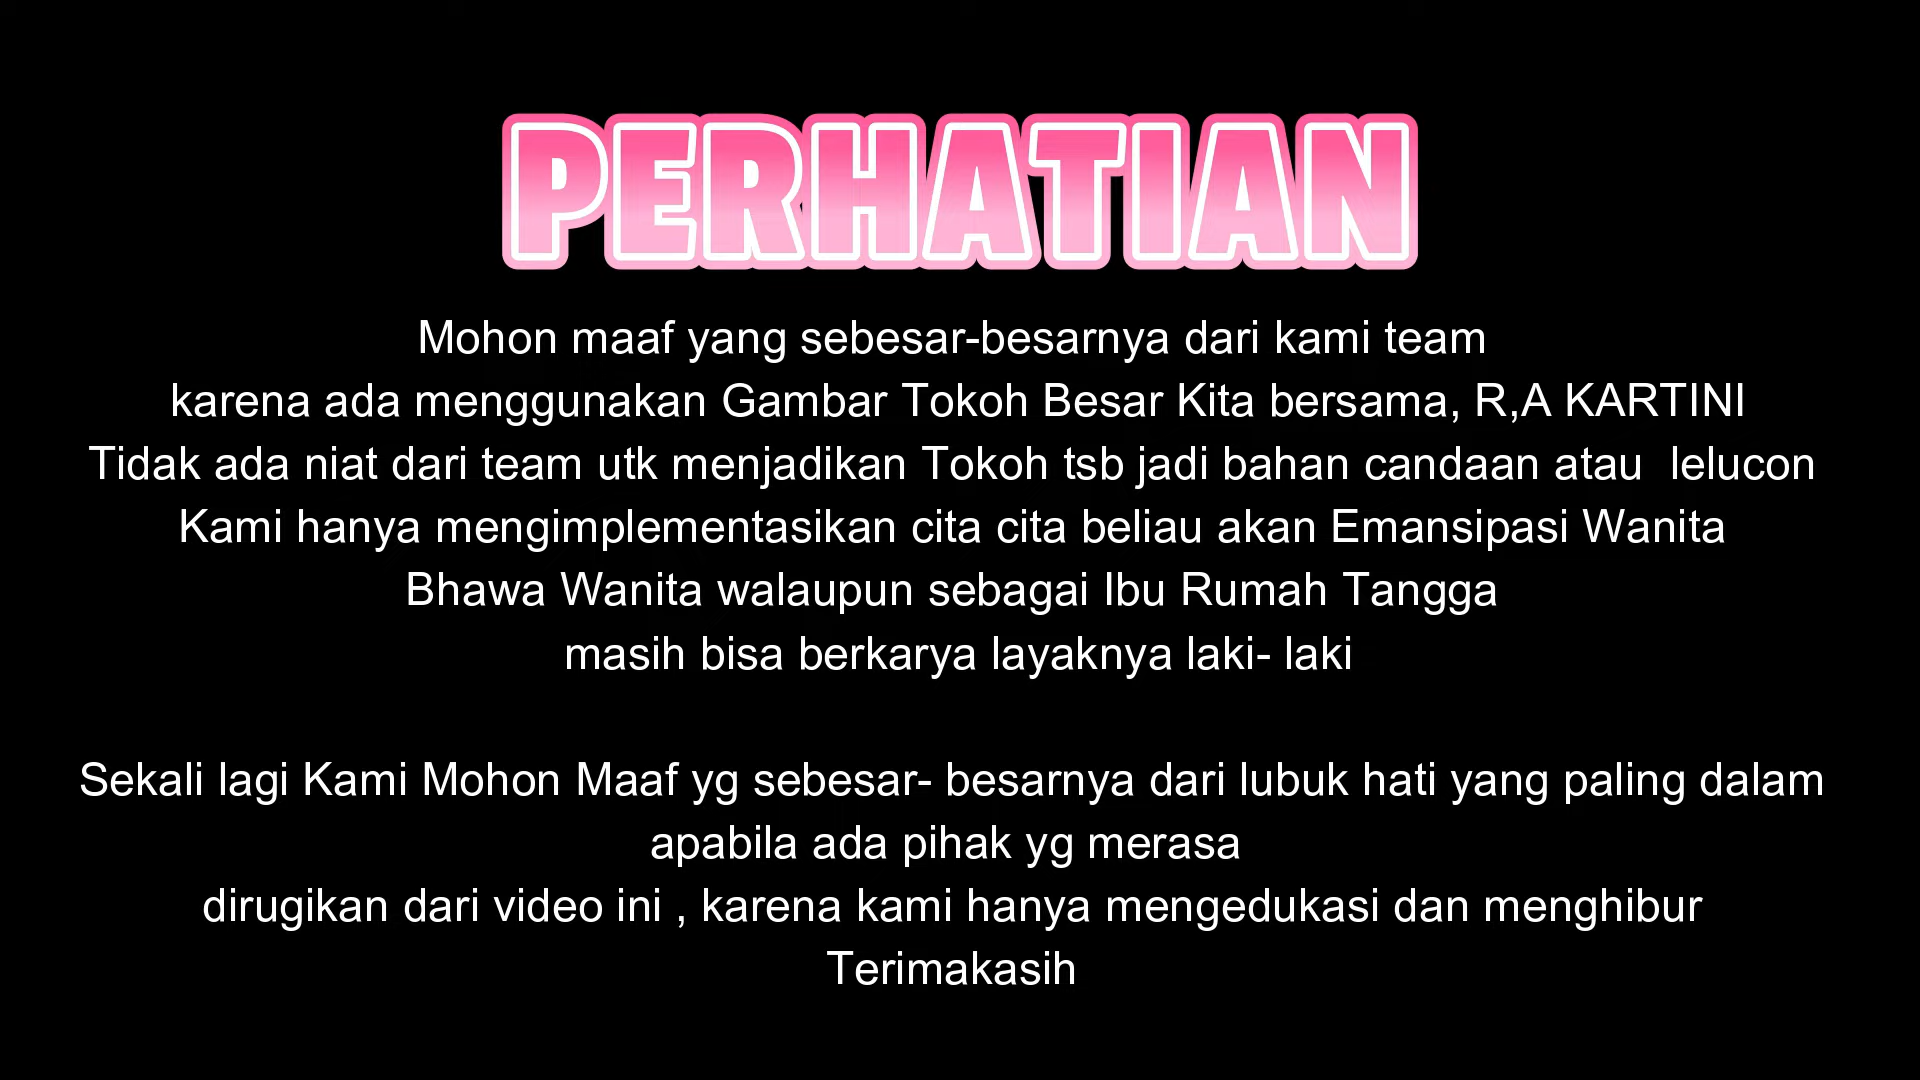 PERHATIAN
Mohon maaf yang sebesar-besarnya dari kami team
karena ada menggunakan Gambar Tokoh Besar Kita bersama, R,A KARTINI
Tidak ada niat dari team utk menjadikan Tokoh tsb jadi bahan candaan atau  lelucon
Kami hanya mengimplementasikan cita cita beliau akan Emansipasi Wanita
Bhawa Wanita walaupun sebagai Ibu Rumah Tangga
masih bisa berkarya layaknya laki- laki
Sekali lagi Kami Mohon Maaf yg sebesar- besarnya dari lubuk hati yang paling dalam
apabila ada pihak yg merasa
dirugikan dari video ini , karena kami hanya mengedukasi dan menghibur
Terimakasih